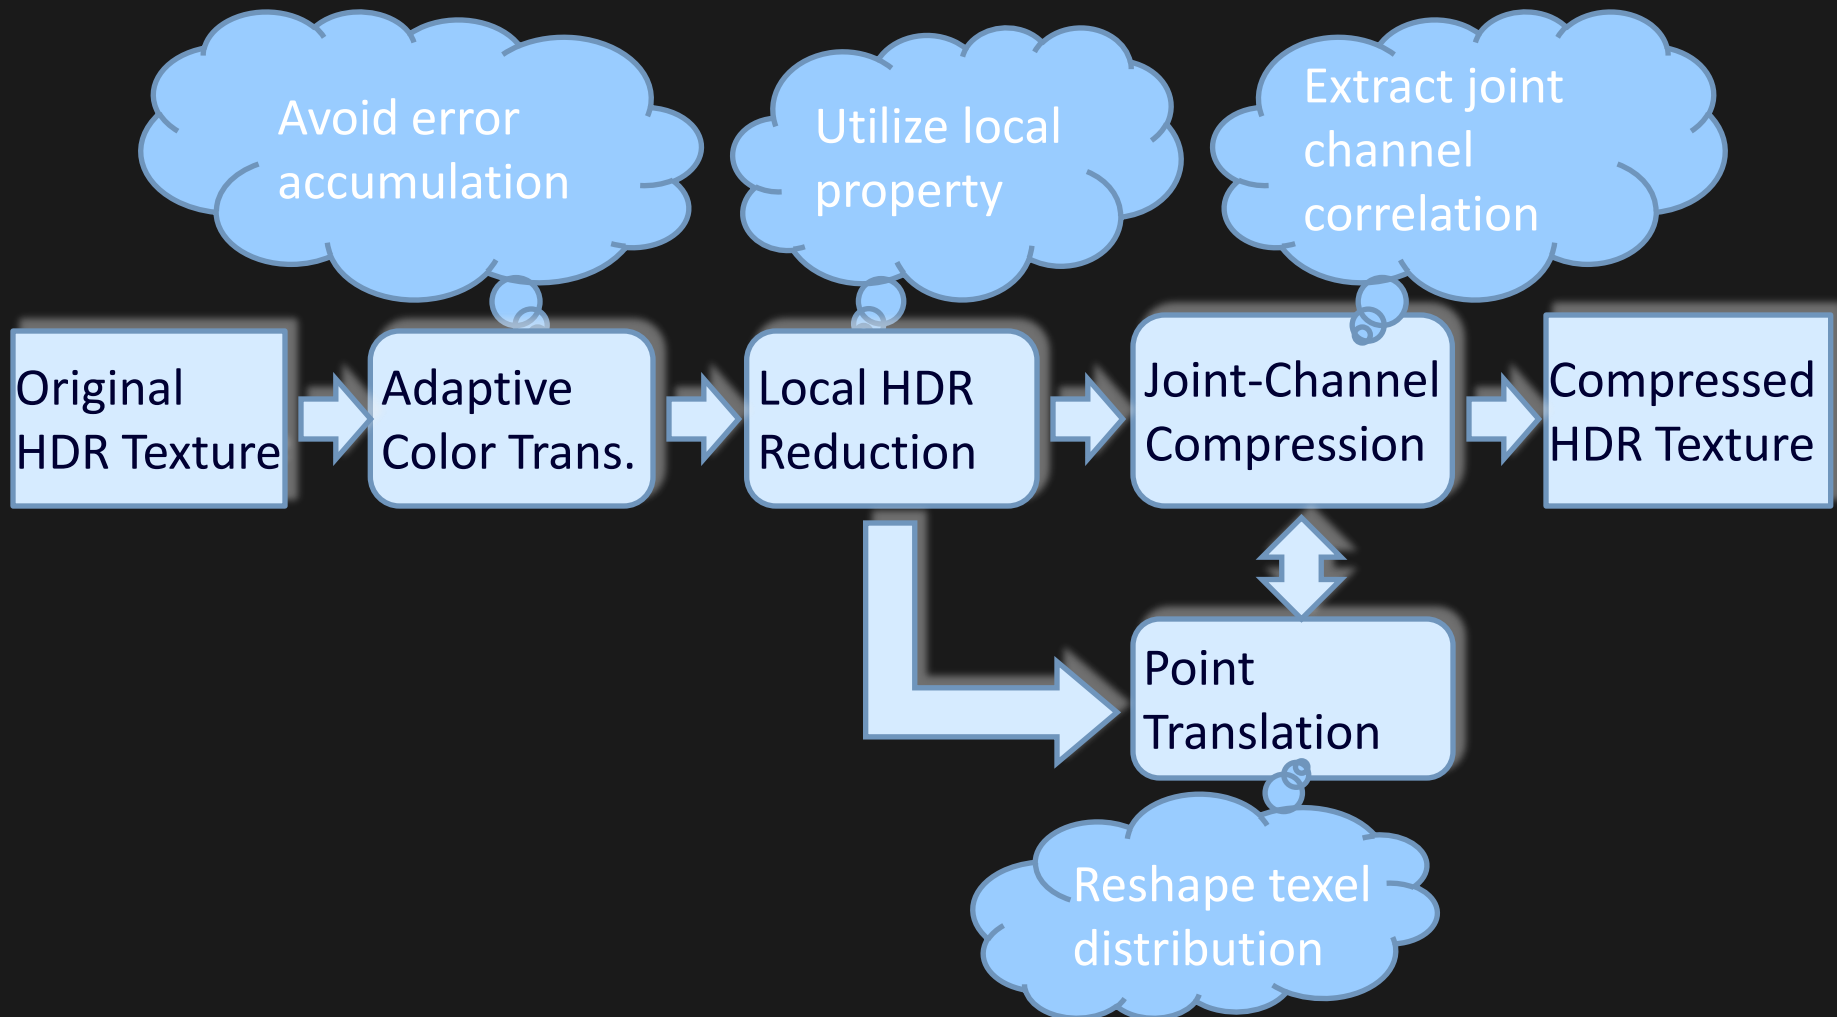 Avoid error
accumulation
Utilize local
property
Extract joint
channel
correlation
Original
HDR Texture
Adaptive
Color Trans.
Local HDR
Reduction
Joint-Channel
Compression
Compressed
HDR Texture
Point
Translation
Reshape texel
distribution